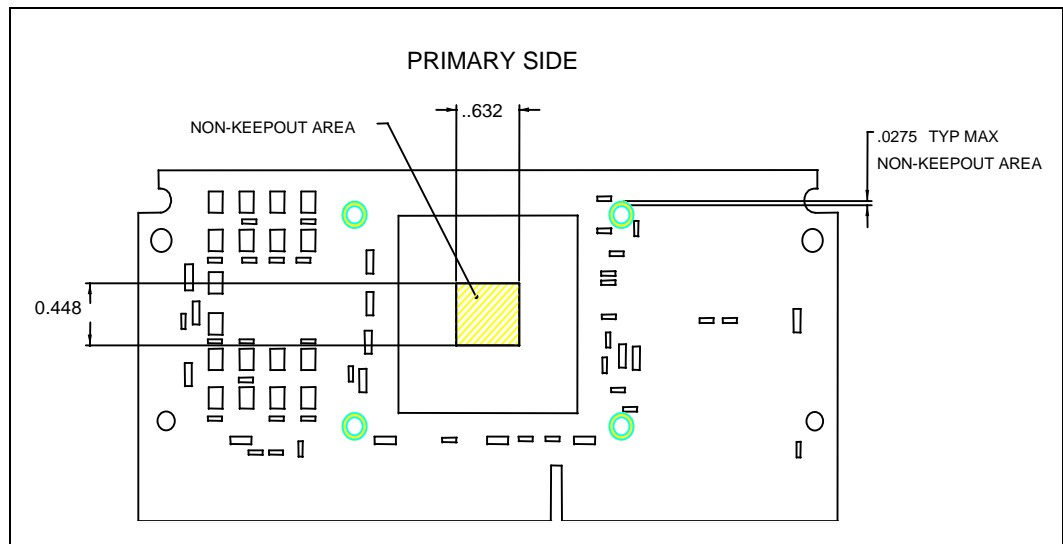 PRIMARY SIDE
..632
NON-KEEPOUT AREA
.0275 TYP MAX
NON-KEEPOUT AREA
0.448